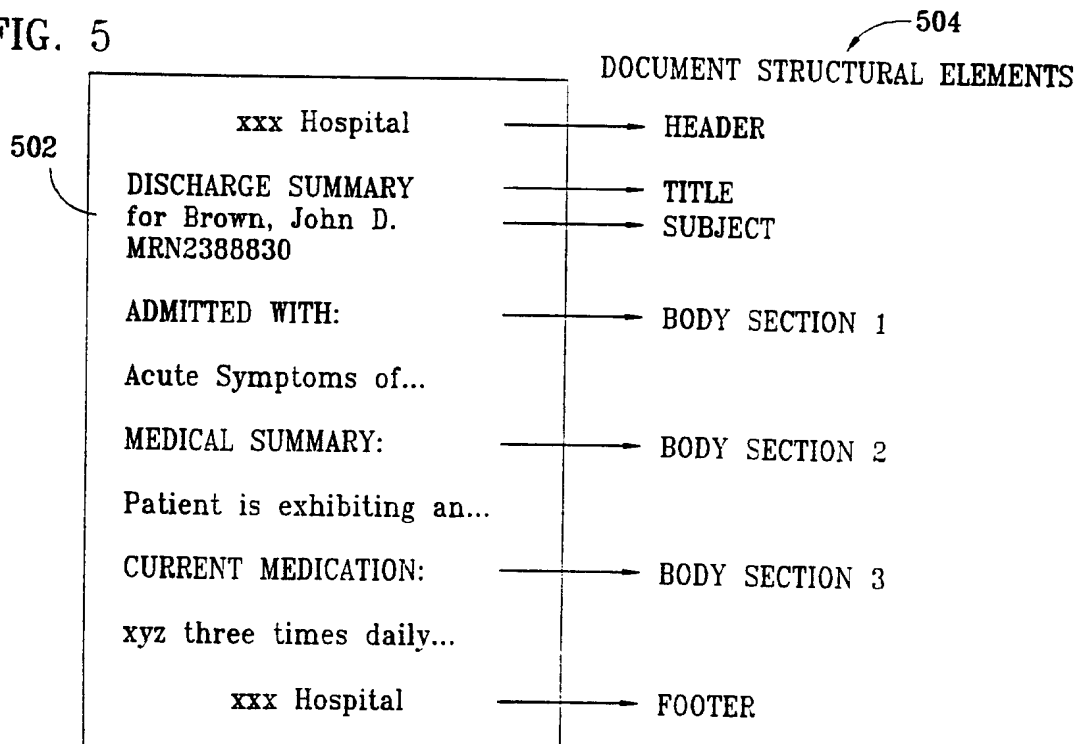 FIG. 5
504
DOCUMENT STRUCTURAL ELEMENTS
xxx Hospital HEADER
502
DISCHARGE SUMMARY TITLE
for Brown, John D. SUBJECT
MRN2388830
ADMITTED WITH: BODY SECTION 1
Acute Symptoms of...
MEDICAL SUMMARY: BODY SECTION 2
Patient is exhibiting an...
CURRENT MEDICATION: BODY SECTION 3
xyz three times daily...
xxx Hospital FOOTER